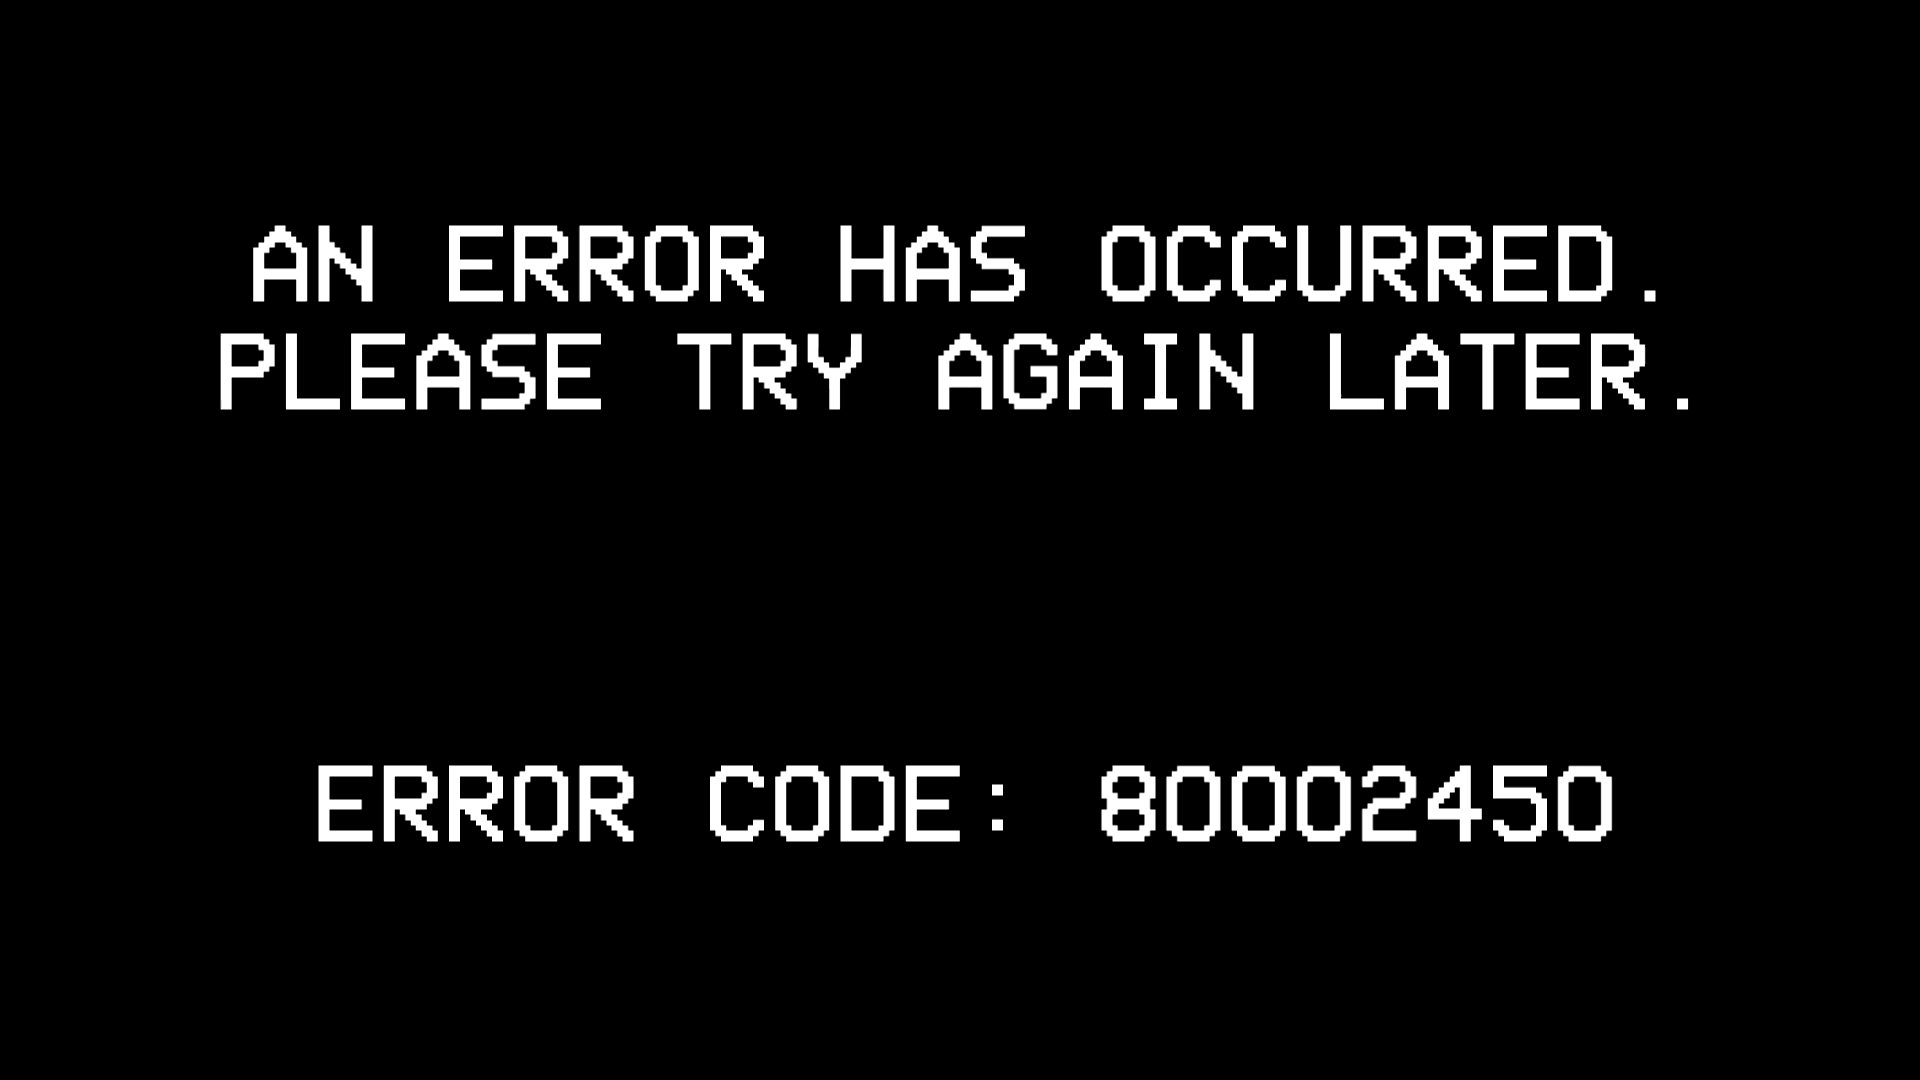 AN ERROR HAS OCCURRED.
PLEASE TRY AGAIN LATER.
ERROR CODE: 80002450